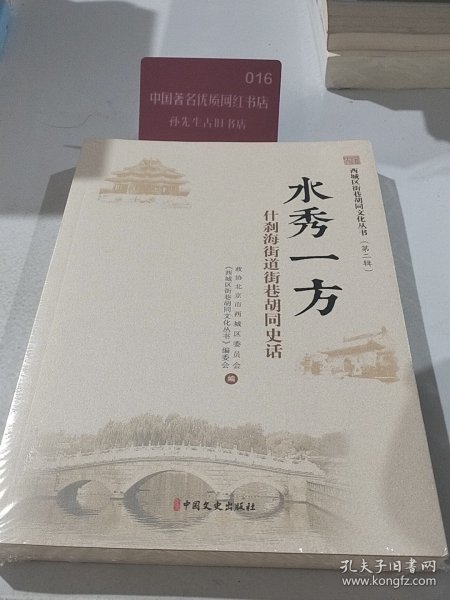 016
中国著名优质网红书店
孙先生古旧书店
西城区街巷胡同文化丛书（第二辑）
水秀一方
什刹海街道街巷胡同史话
政协北京市西城区委员会
《西城区街巷胡同文化丛书》编委会
编
中国文史出版社
孔夫子旧书网
www.kongfz.com